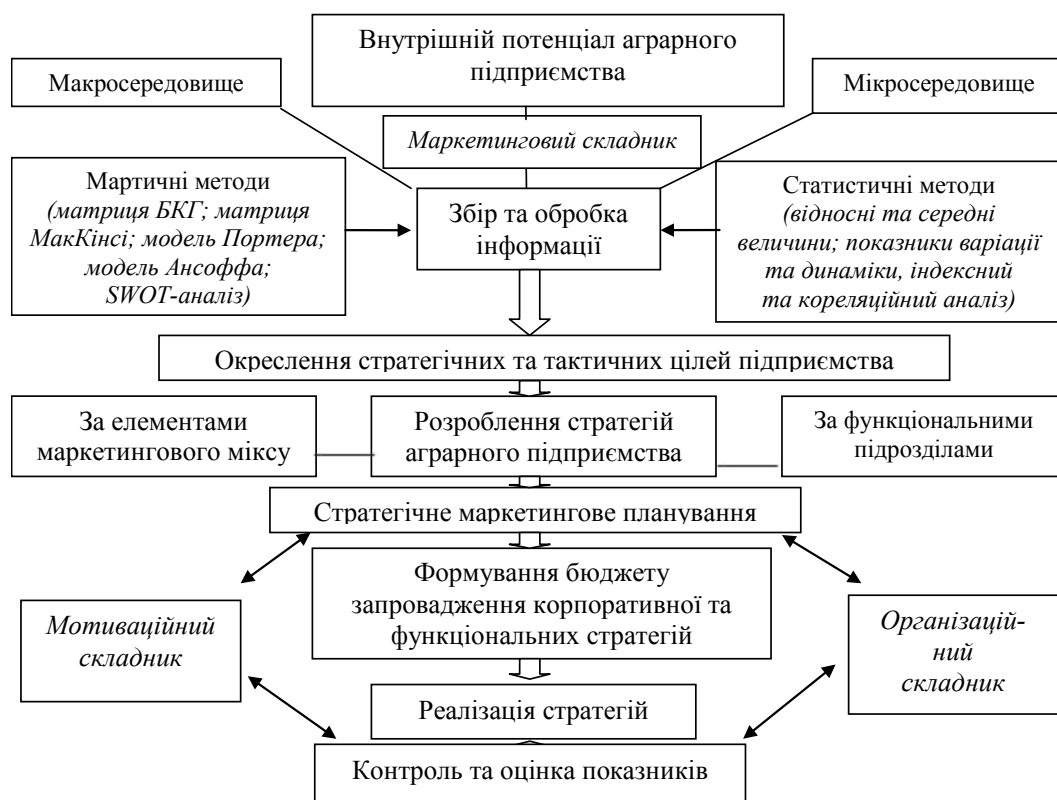 Внутрішній потенціал аграрного
підприємства
Макросередовище
Мікросередовище
Маркетинговий складник
Мартичні методи
(матриця БКГ; матриця
МакКінсі; модель Портера;
модель Ансоффа;
SWOT-аналіз)
Збір та обробка
інформації
Статистичні методи
(відносні та середні
величини; показники варіації
та динаміки, індексний
та кореляційний аналіз)
Окреслення стратегічних та тактичних цілей підприємства
За елементами
маркетингового міксу
Розроблення стратегій
аграрного підприємства
За функціональними
підрозділами
Стратегічне маркетингове планування
Формування бюджету
запровадження корпоративної та
функціональних стратегій
Мотиваційний
складник
Організацій-
ний
складник
Реалізація стратегій
Контроль та оцінка показників